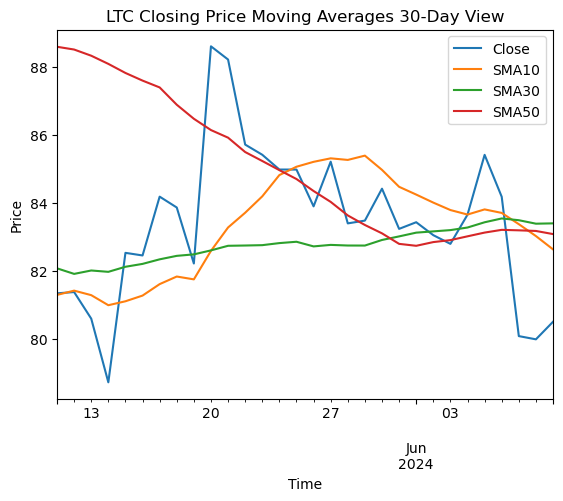 LTC Closing Price Moving Averages 30-Day View
Close
SMA10
SMA30
SMA50
88
86
84
82
80
Price
13
20
27
03
Jun
2024
Time